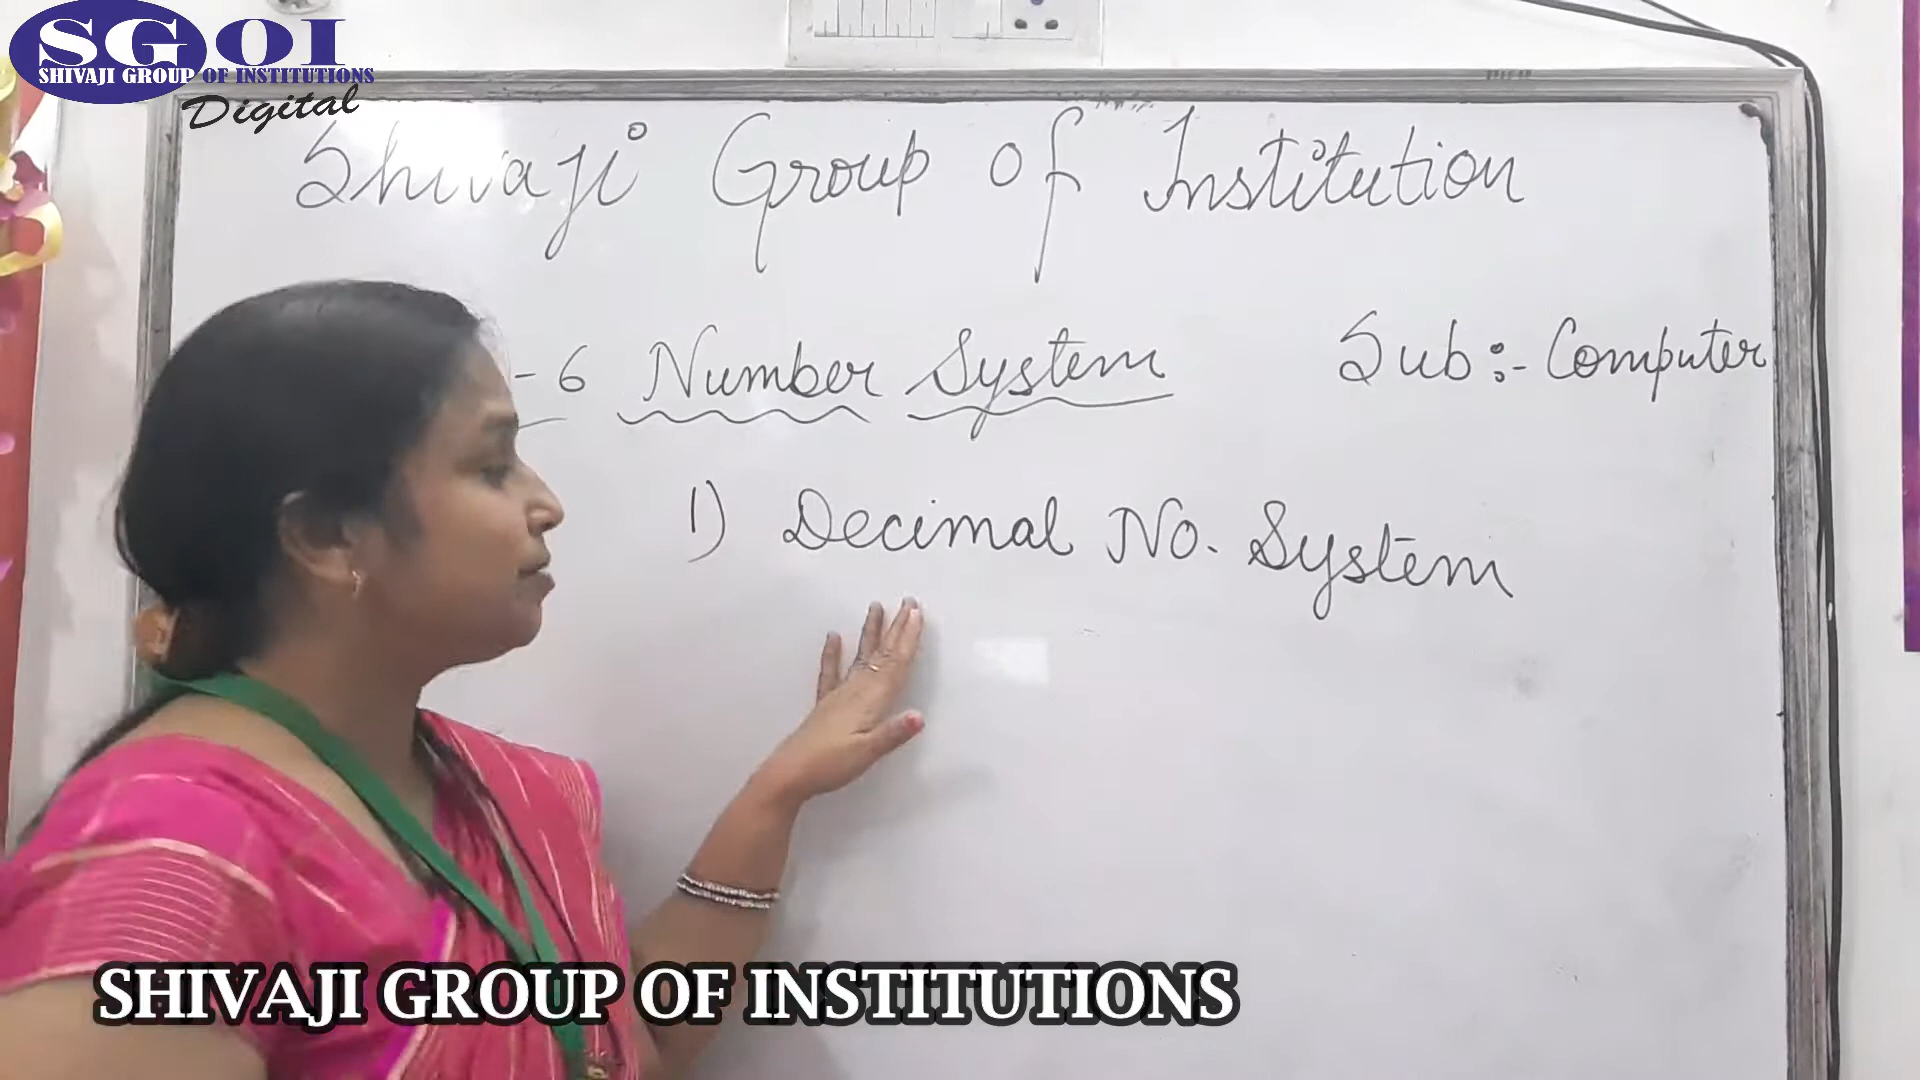 SGOI
SHIVAJI GROUP OF INSTITUTIONS
Digital
Shivaji Group of Institution
-6 Number System
Sub:- Computer
1) Decimal No. System
SHIVAJI GROUP OF INSTITUTIONS